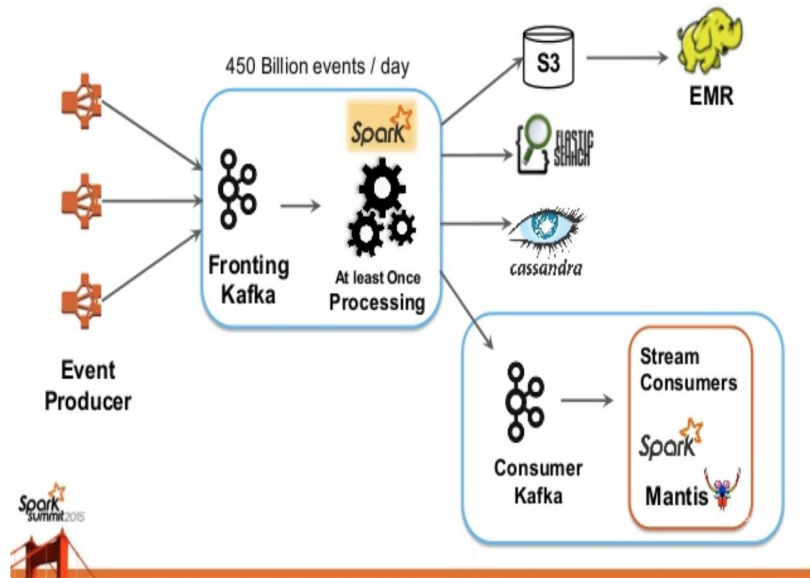 450 Billion events / day
S3
EMR
Spark
ELASTIC
SEARCH
cassandra
Fronting
Kafka
At least Once
Processing
Event
Producer
Stream
Consumers
Spark
Mantis
Consumer
Kafka
Spark
summit2015